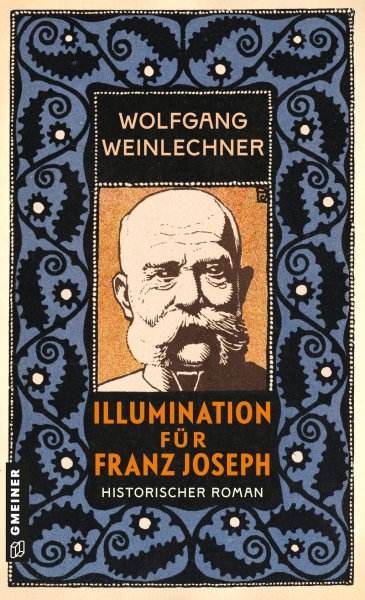 WOLFGANG
WEINLECHNER
ILLUMINATION
FÜR
FRANZ JOSEPH
HISTORISCHER ROMAN
GMEINER